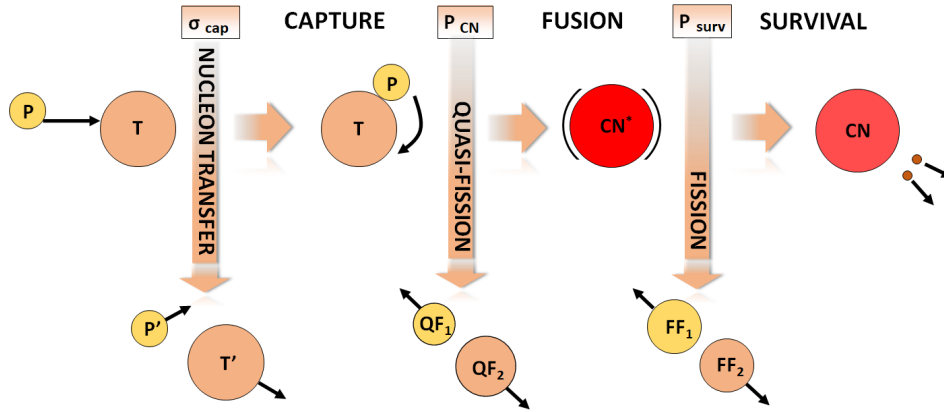 σ cap CAPTURE P CN FUSION P surv SURVIVAL
NUCLEON TRANSFER
QUASI-FISSION
FISSION
P
T
P
T
CN*
CN
P’
T’
QF1
QF2
FF1
FF2